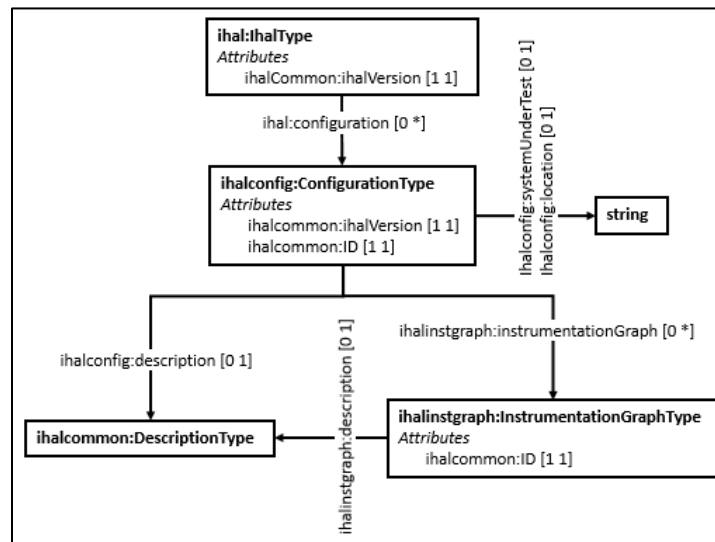 ihal:IhalType
Attributes
ihalCommon:ihalVersion [1 1]
ihal:configuration [0 *]
ihalconfig:ConfigurationType
Attributes
ihalcommon:ihalVersion [1 1]
ihalcommon:ID [1 1]
Ihalconfig:systemUnderTest [0 1]
Ihalconfig:location [0 1]
string
ihalconfig:description [0 1]
ihalinstgraph:instrumentationGraph [0 *]
ihalcommon:DescriptionType
ihalinstgraph:description [0 1]
ihalinstgraph:InstrumentationGraphType
Attributes
ihalcommon:ID [1 1]